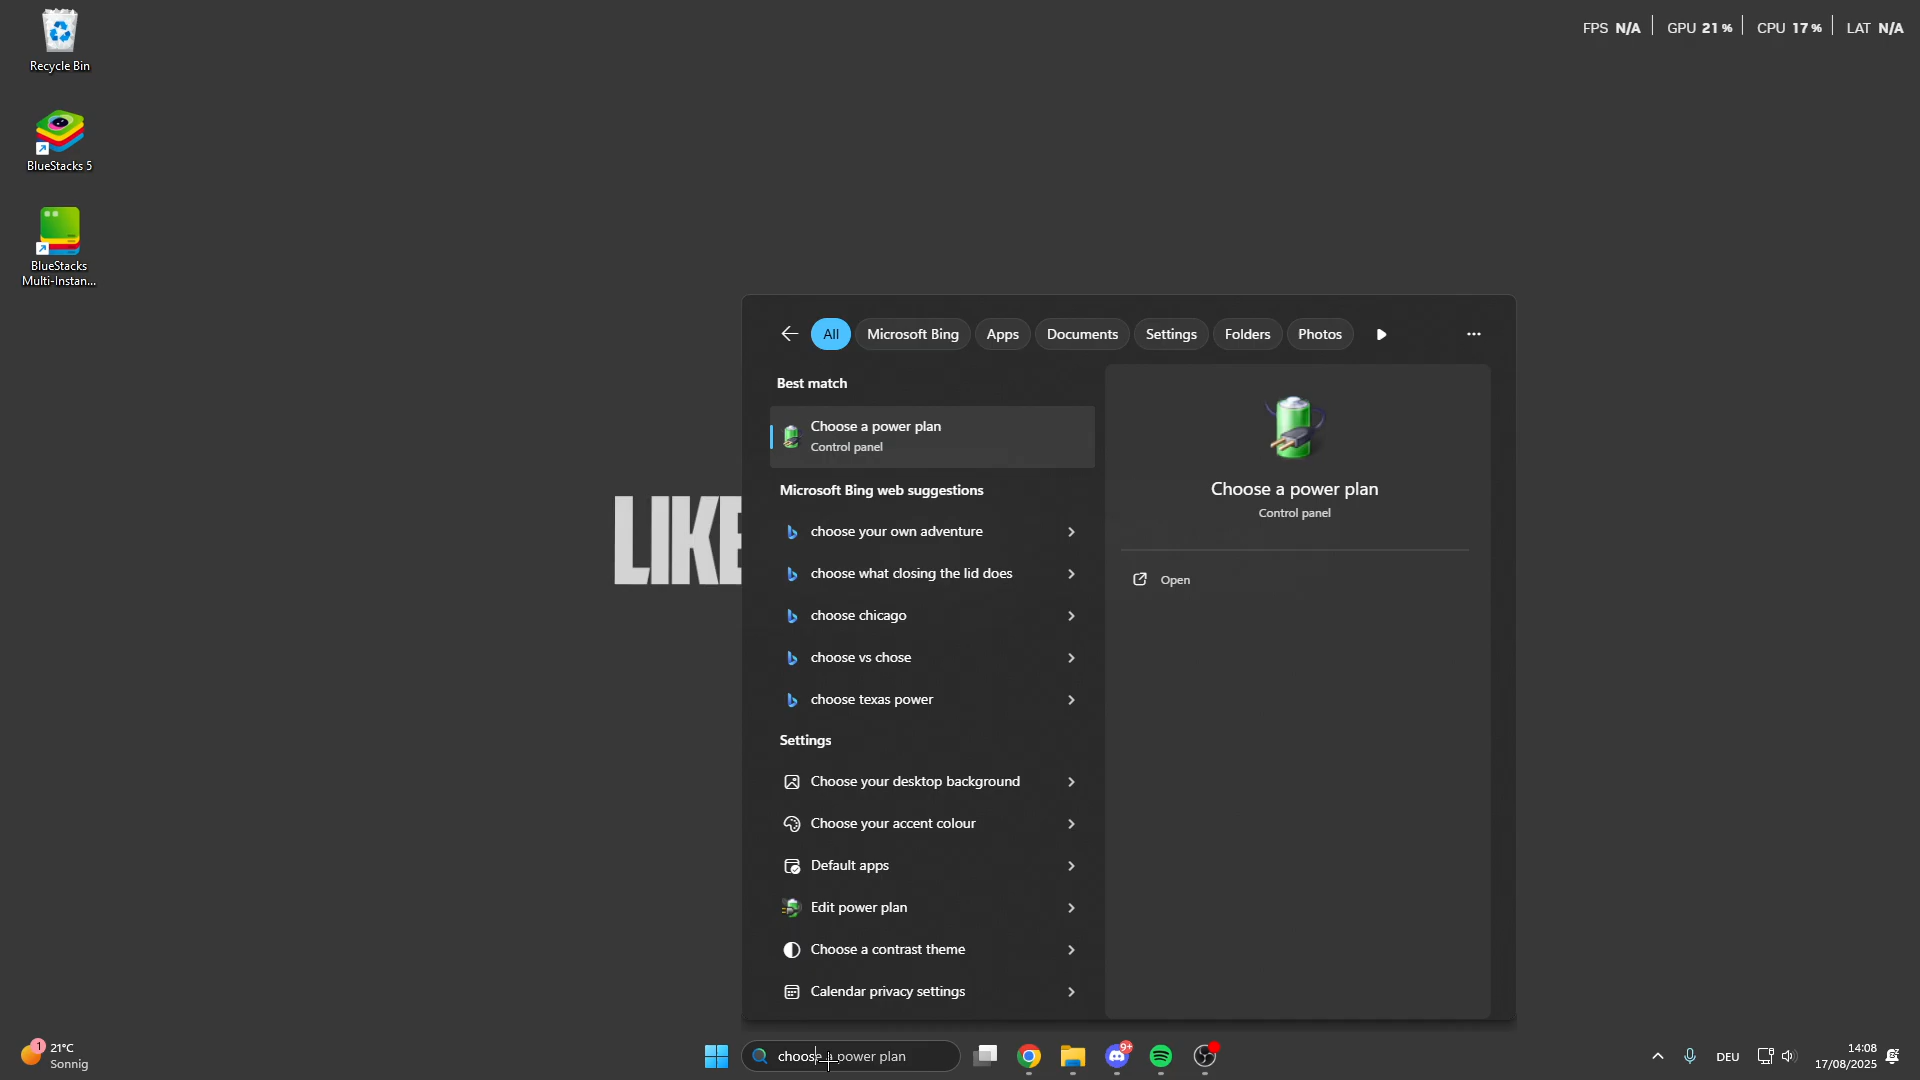 Recycle Bin
BlueStacks 5
BlueStacks
Multi-Instan...
FPS N/A GPU 21 % CPU 17 % LAT N/A
All Microsoft Bing Apps Documents Settings Folders Photos
Best match
Choose a power plan
Control panel
Microsoft Bing web suggestions
choose your own adventure
choose what closing the lid does
choose chicago
choose vs chose
choose texas power
Settings
Choose your desktop background
Choose your accent colour
Default apps
Edit power plan
Choose a contrast theme
Calendar privacy settings
Choose a power plan
Control panel
Open
LIKE
1
21°C
Sonnig
choose a power plan
9+
DEU
14:08
17/08/2025